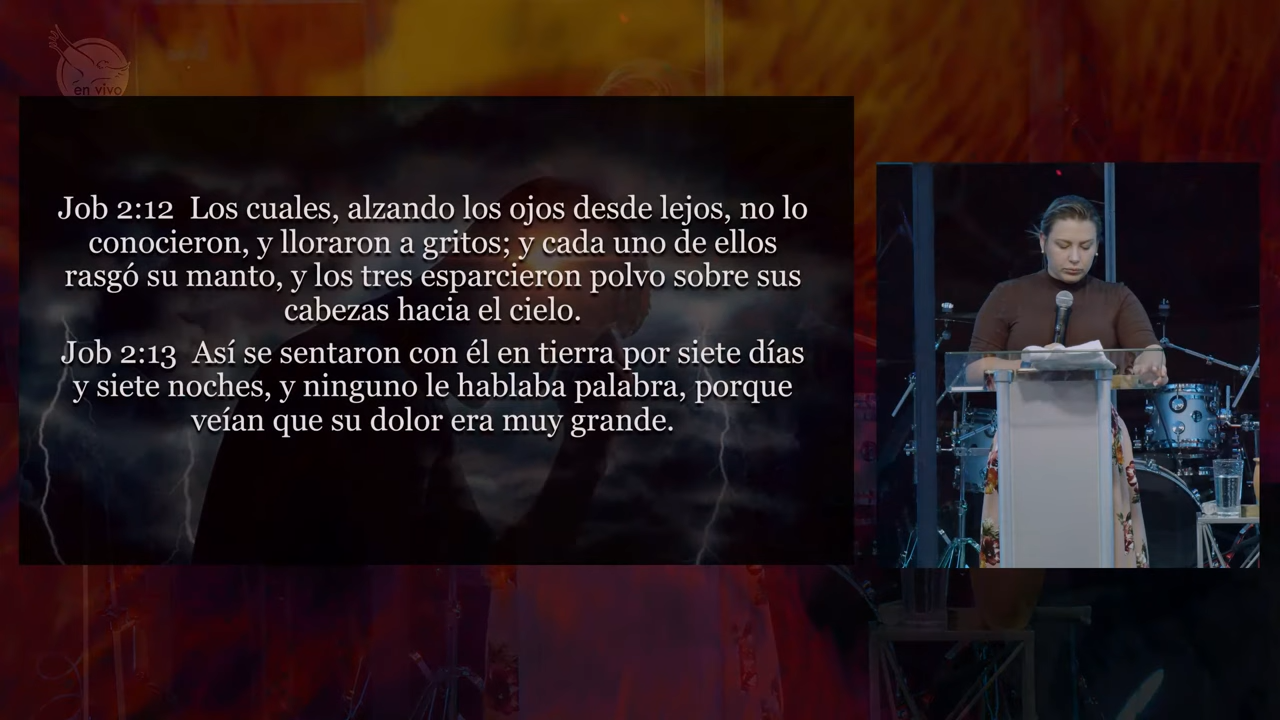 en vivo
Job 2:12  Los cuales, alzando los ojos desde lejos, no lo
conocieron, y lloraron a gritos; y cada uno de ellos
rasgó su manto, y los tres esparcieron polvo sobre sus
cabezas hacia el cielo.
Job 2:13  Así se sentaron con él en tierra por siete días
y siete noches, y ninguno le hablaba palabra, porque
veían que su dolor era muy grande.